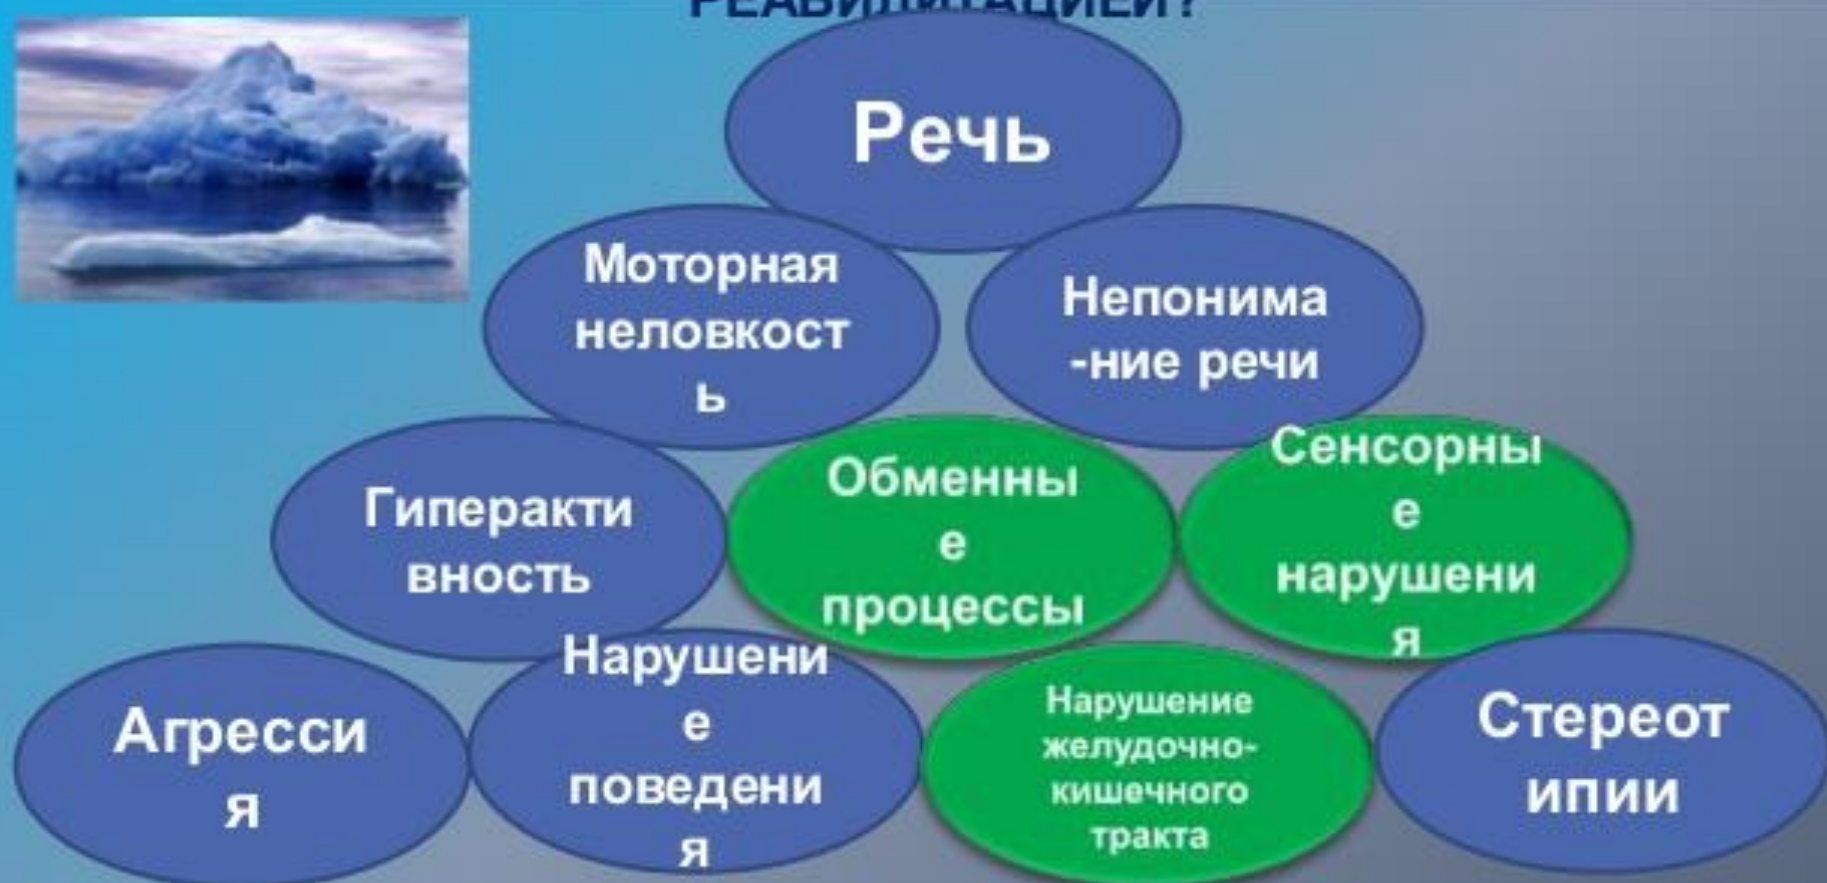 РЕАБИЛИТАЦИЕЙ?
Речь
Моторная
неловкост
ь
Непонима
-ние речи
Гиперакти
вность
Обменны
е
процессы
Сенсорны
е
нарушени
я
Агресси
я
Нарушени
е
поведени
я
Нарушение
желудочно-
кишечного
тракта
Стереот
ипии